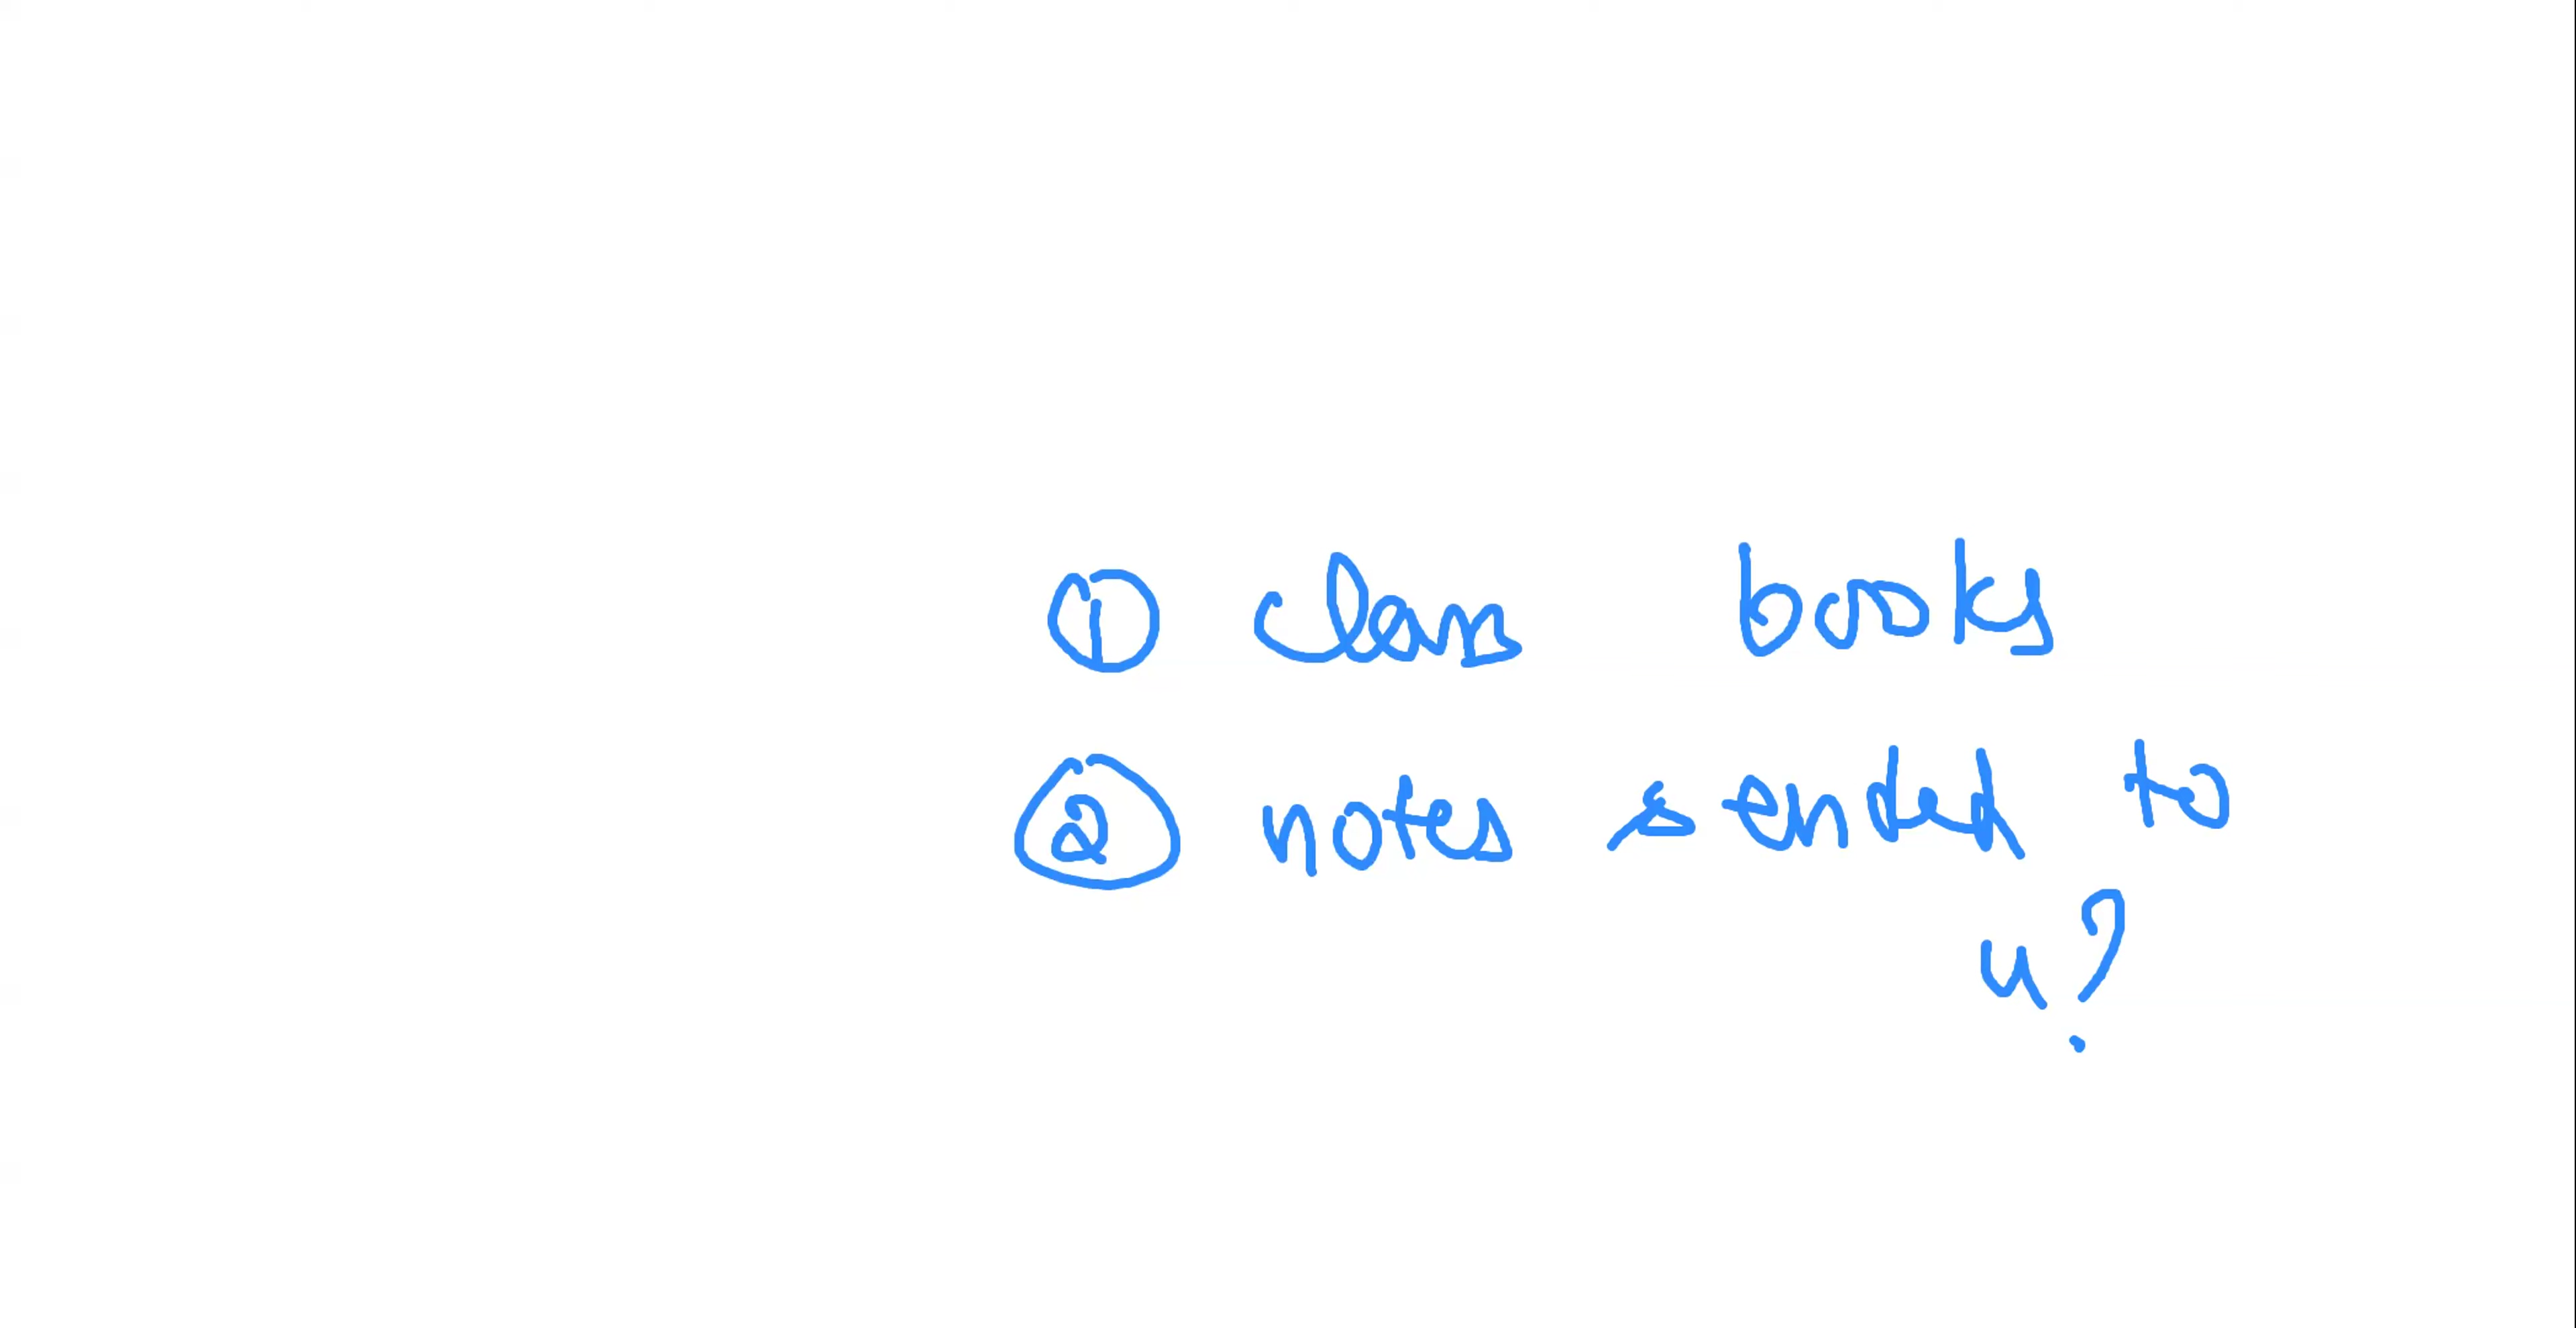 ① class books
② notes sended to
u?